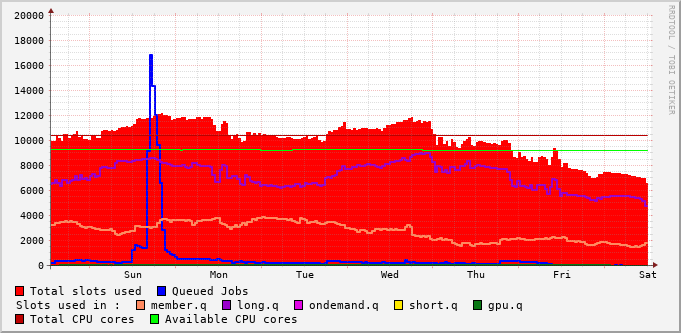 20000
18000
16000
14000
12000
10000
8000
6000
4000
2000
0
Sun Mon Tue Wed Thu Fri Sat
RRDTOOL / TOBI OETIKER
Total slots used Queued Jobs
Slots used in : member.q long.q ondemand.q short.q gpu.q
Total CPU cores Available CPU cores